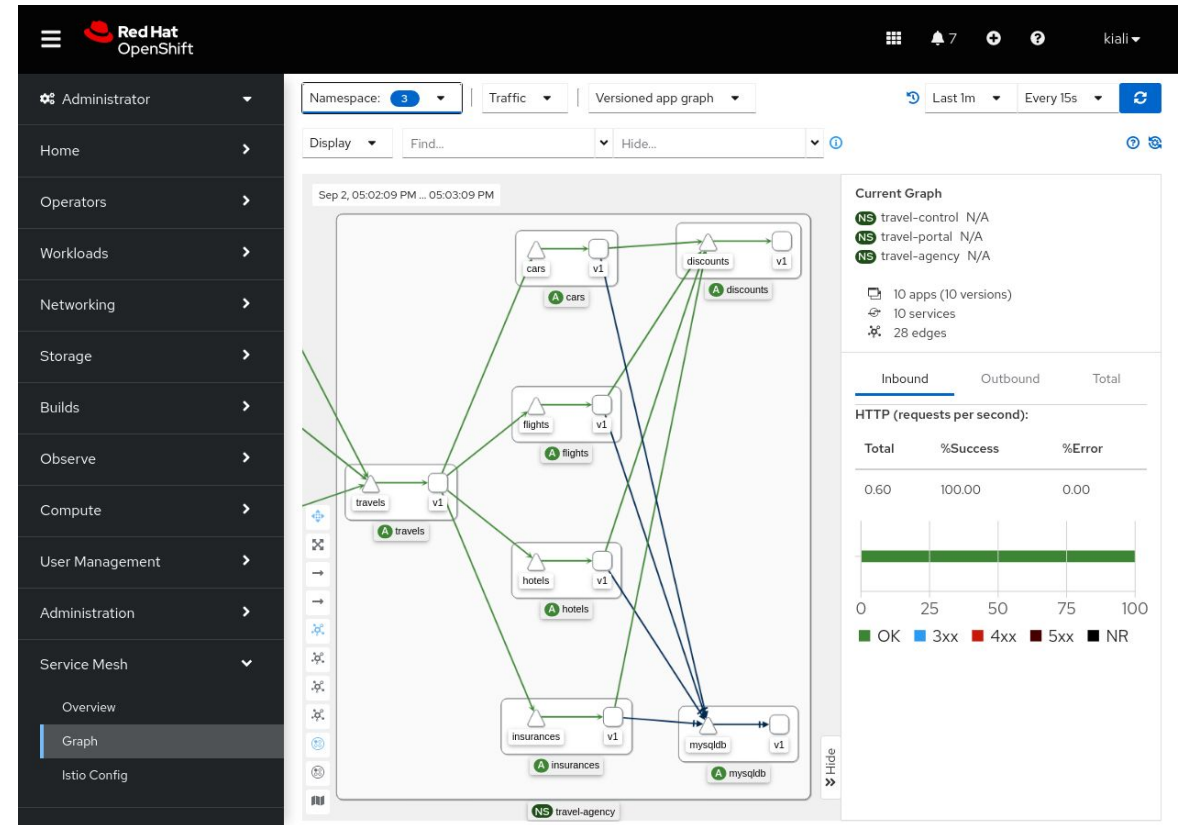 Red Hat
OpenShift
7
kiali
Administrator
Home
Operators
Workloads
Networking
Storage
Builds
Observe
Compute
User Management
Administration
Service Mesh
Overview
Graph
Istio Config
Namespace: 3
Traffic
Versioned app graph
Last 1m
Every 15s
Display
Find...
Hide...
Sep 2, 05:02:09 PM ... 05:03:09 PM
cars
v1
A cars
discounts
v1
A discounts
flights
v1
A flights
travels
v1
A travels
hotels
v1
A hotels
insurances
v1
A insurances
mysqldb
v1
A mysqldb
NS travel-agency
Hide
Current Graph
NS travel-control N/A
NS travel-portal N/A
NS travel-agency N/A
10 apps (10 versions)
10 services
28 edges
Inbound Outbound Total
HTTP (requests per second):
Total %Success %Error
0.60 100.00 0.00
0 25 50 75 100
OK 3xx 4xx 5xx NR